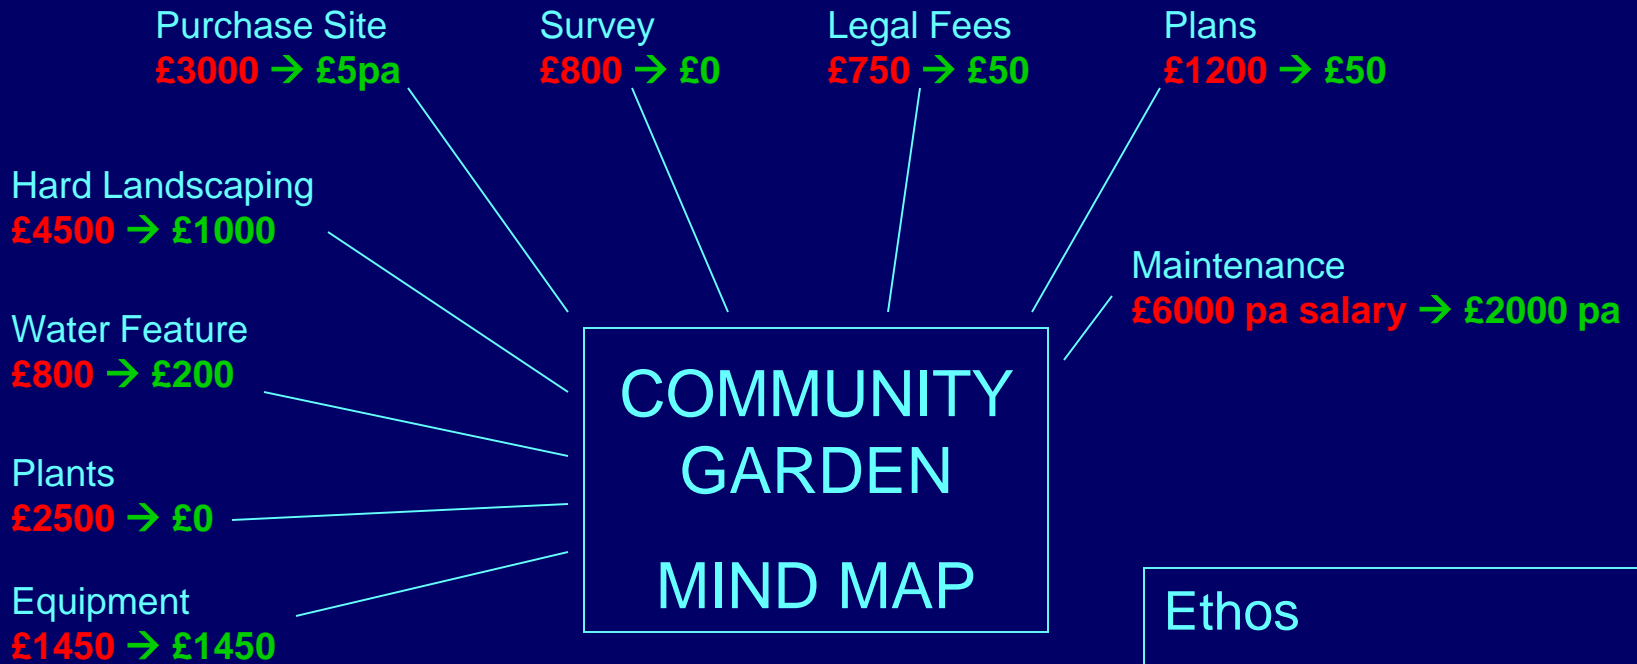 Purchase Site
£3000 → £5pa
Survey
£800 → £0
Legal Fees
£750 → £50
Plans
£1200 → £50
Hard Landscaping
£4500 → £1000
Maintenance
£6000 pa salary → £2000 pa
Water Feature
£800 → £200
COMMUNITY
GARDEN
MIND MAP
Plants
£2500 → £0
Equipment
£1450 → £1450
Ethos